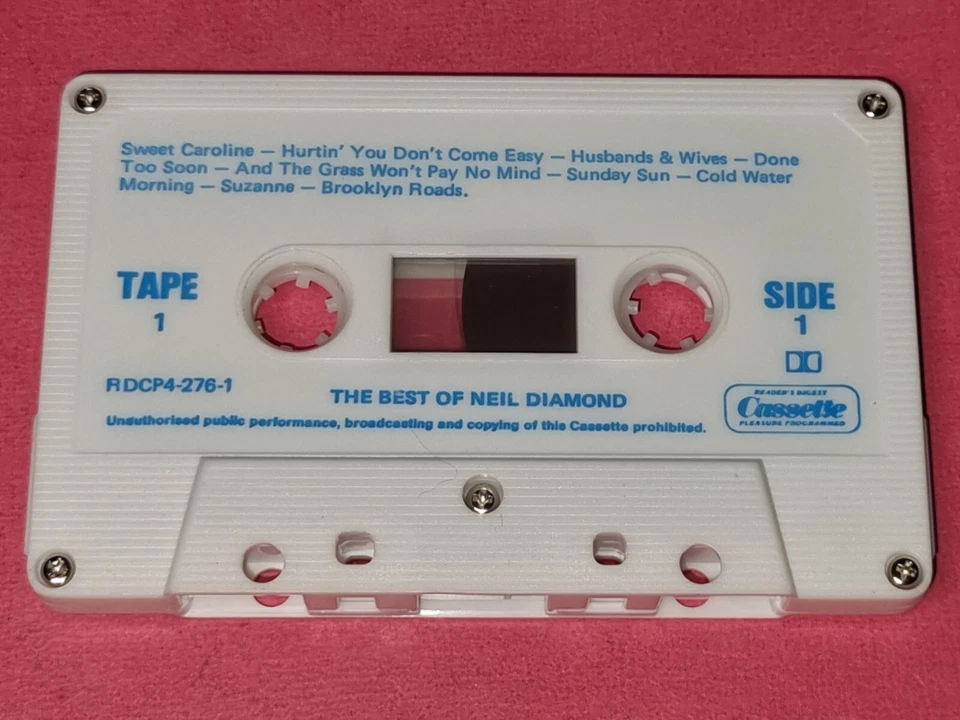 Sweet Caroline — Hurtin' You Don't Come Easy — Husbands & Wives — Done
Too Soon — And The Grass Won't Pay No Mind — Sunday Sun — Cold Water
Morning — Suzanne — Brooklyn Roads.
TAPE
1
SIDE
1
RDCP4-276-1
THE BEST OF NEIL DIAMOND
Unauthorised public performance, broadcasting and copying of this Cassette prohibited.
READER'S DIGEST
Cassette
PLEASURE PROGRAMMED